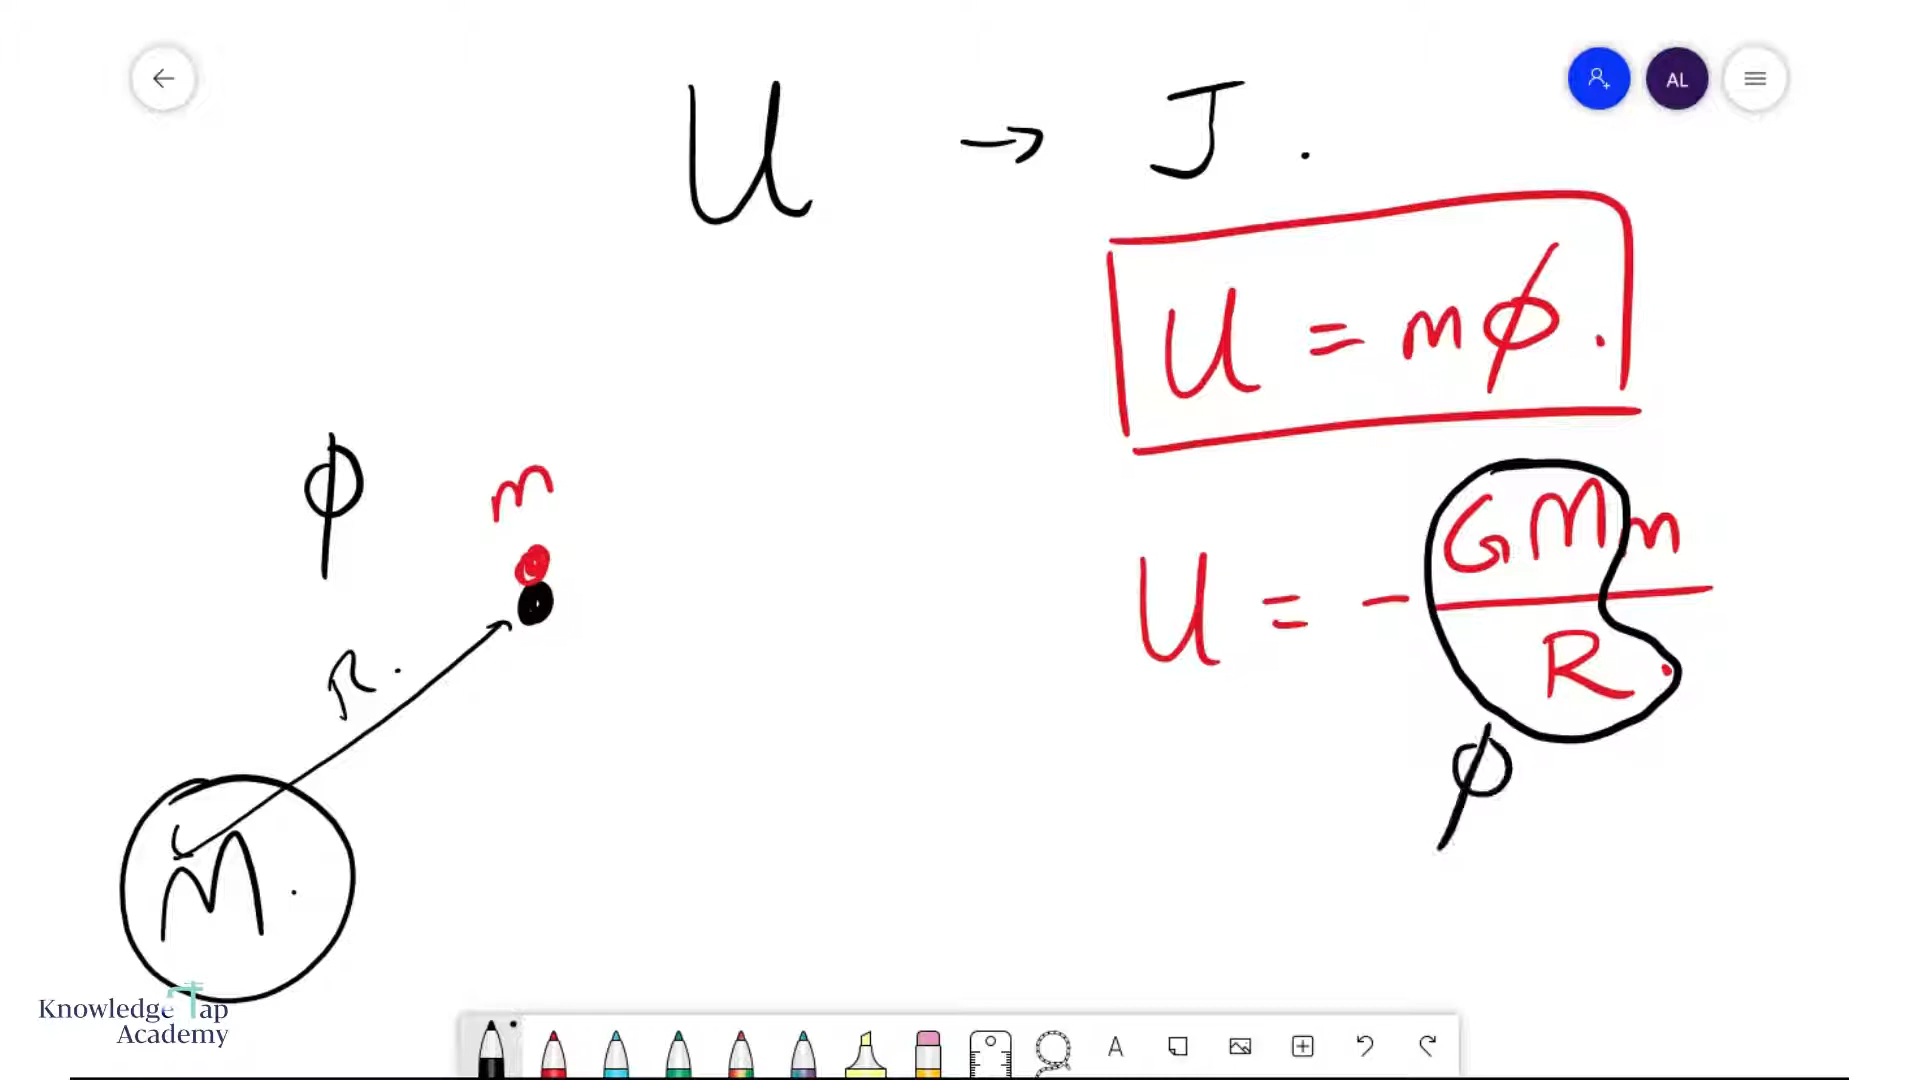 AL
U → J.
U = mϕ.
ϕ
m
U = - GMm
R.
R.
ϕ
M.
Knowledge Tap
Academy
A